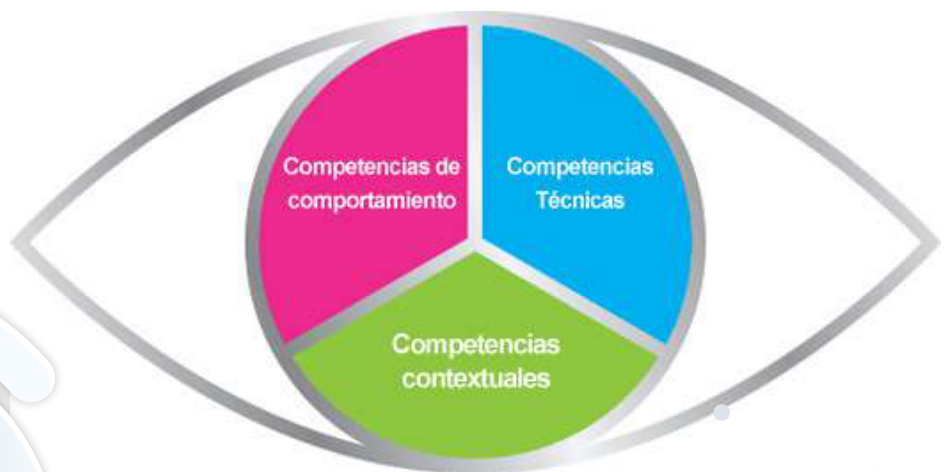 Competencias de
comportamiento
Competencias
Técnicas
Competencias
contextuales